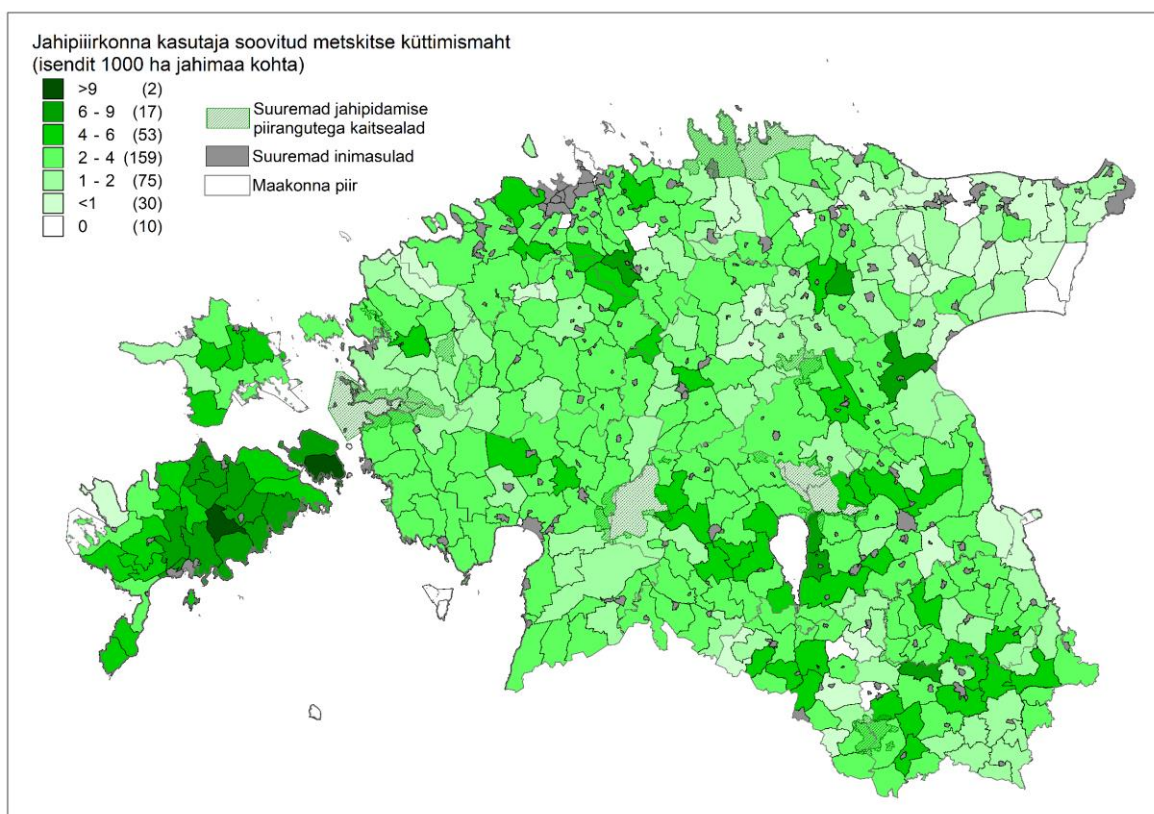 Jahipiirkonna kasutaja soovitud metskitse küttimismaht
(isendit 1000 ha jahimaa kohta)
>9 (2)
6 - 9 (17)
4 - 6 (53)
2 - 4 (159)
1 - 2 (75)
<1 (30)
0 (10)
Suuremad jahipidamise
piirangutega kaitsealad
Suuremad inimasulad
Maakonna piir